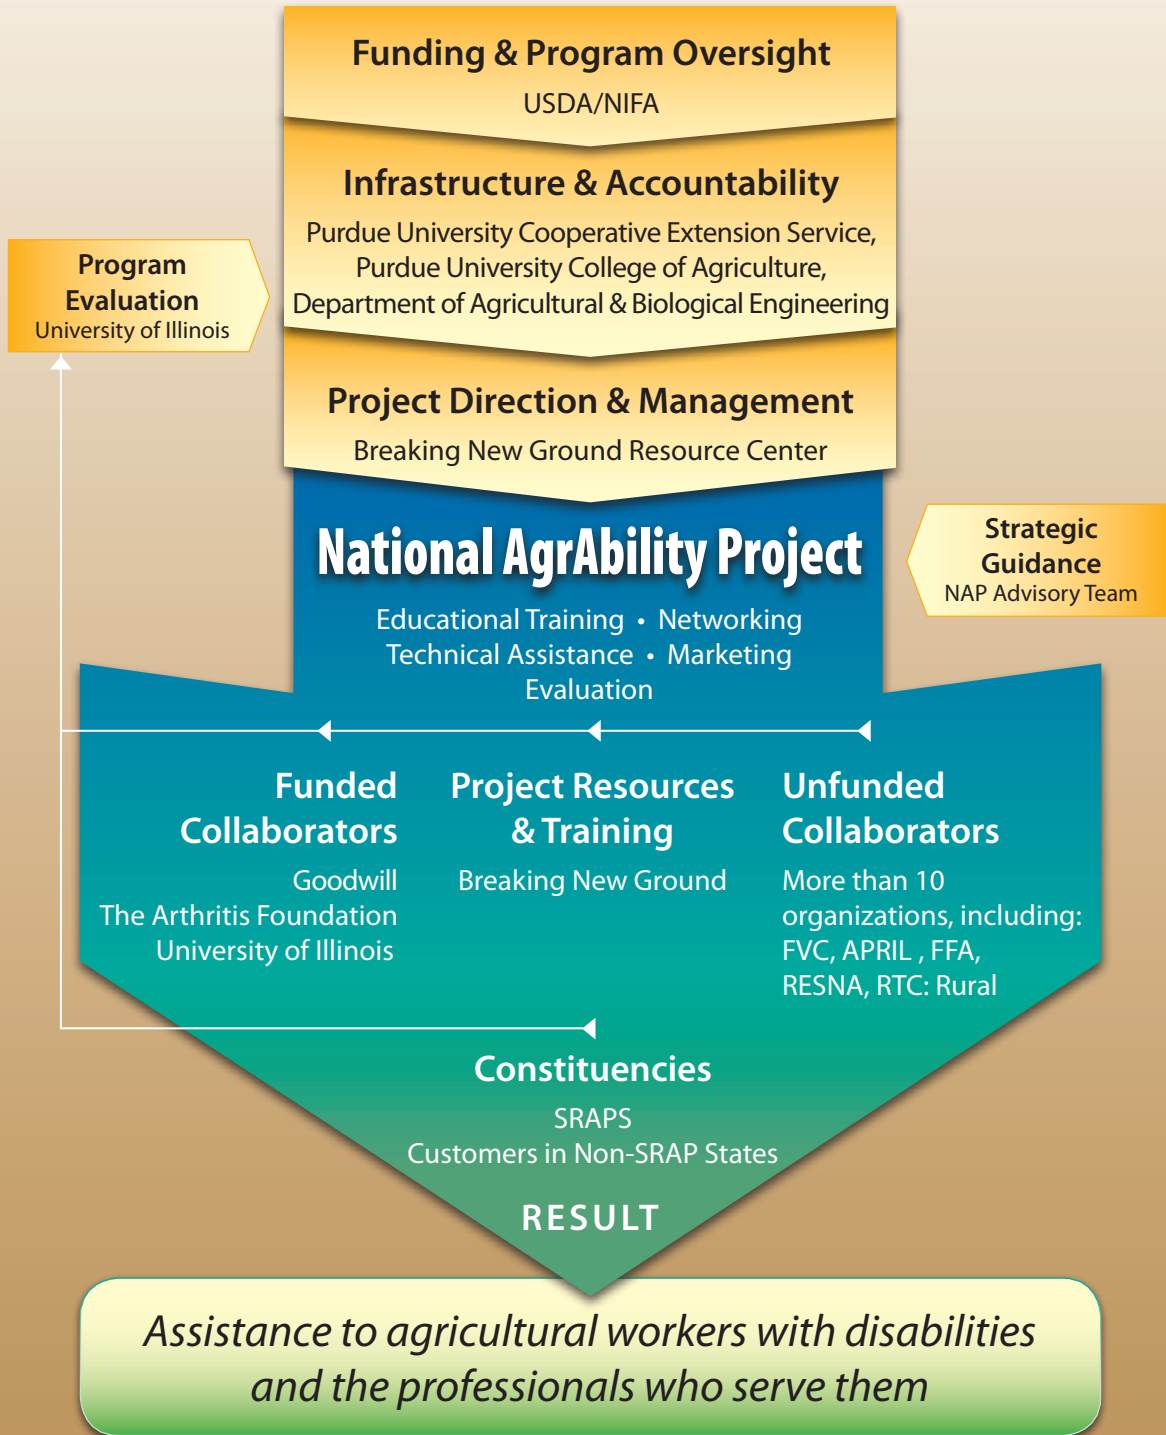 Funding & Program Oversight
USDA/NIFA
Infrastructure & Accountability
Purdue University Cooperative Extension Service,
Purdue University College of Agriculture,
Department of Agricultural & Biological Engineering
Program
Evaluation
University of Illinois
Project Direction & Management
Breaking New Ground Resource Center
National AgrAbility Project
Educational Training • Networking
Technical Assistance • Marketing
Evaluation
Strategic
Guidance
NAP Advisory Team
Funded
Collaborators
Goodwill
The Arthritis Foundation
University of Illinois
Project Resources
& Training
Breaking New Ground
Unfunded
Collaborators
More than 10
organizations, including:
FVC, APRIL , FFA,
RESNA, RTC: Rural
Constituencies
SRAPS
Customers in Non-SRAP States
RESULT
Assistance to agricultural workers with disabilities
and the professionals who serve them